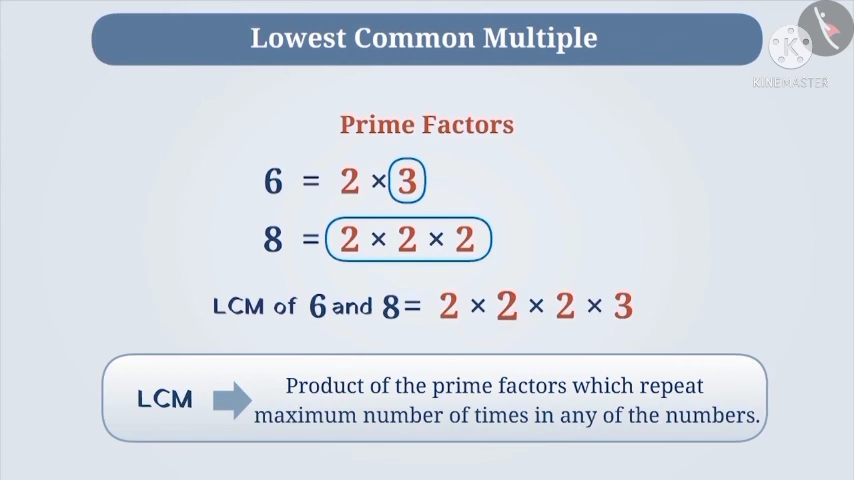 Lowest Common Multiple
KINEMASTER
Prime Factors
6 = 2 × 3
8 = 2 × 2 × 2
LCM of 6 and 8 = 2 × 2 × 2 × 3
LCM
Product of the prime factors which repeat
maximum number of times in any of the numbers.